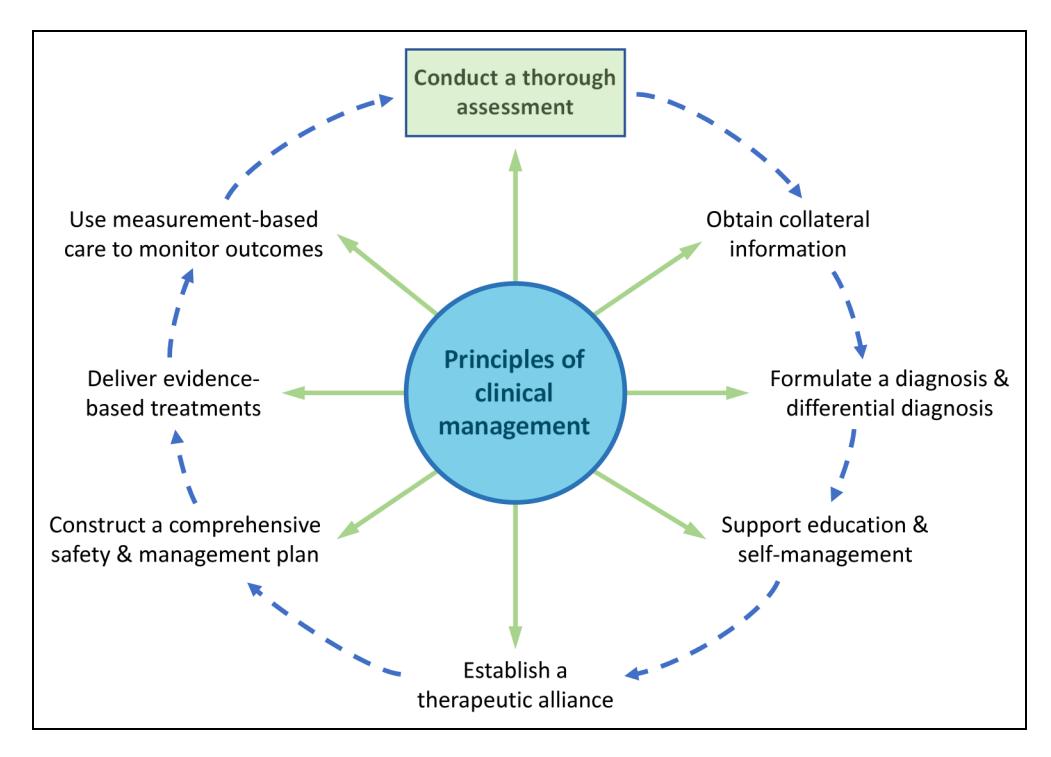 Conduct a thorough
assessment
Obtain collateral
information
Formulate a diagnosis &
differential diagnosis
Support education &
self-management
Establish a
therapeutic alliance
Construct a comprehensive
safety & management plan
Deliver evidence-
based treatments
Use measurement-based
care to monitor outcomes
Principles of
clinical
management